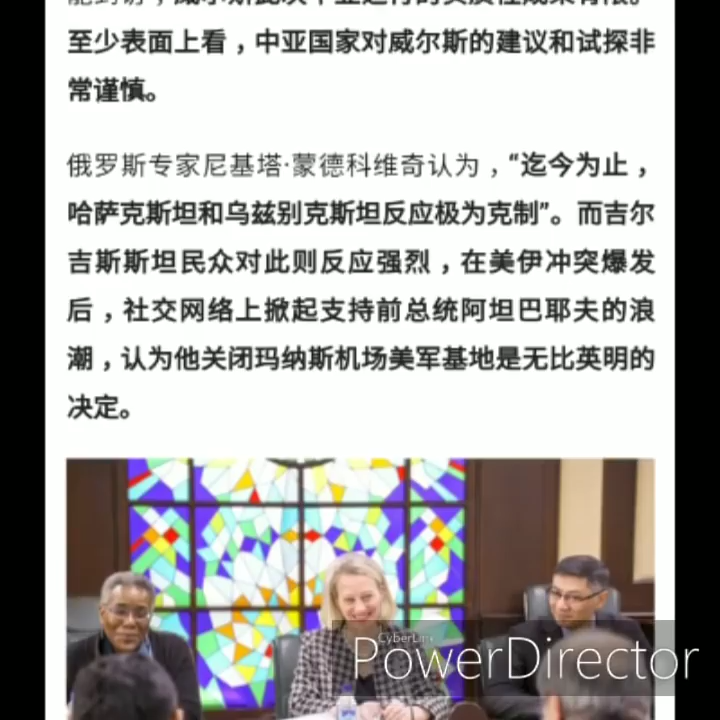 至少表面上看，中亚国家对威尔斯的建议和试探非
常谨慎。
俄罗斯专家尼基塔·蒙德科维奇认为，“迄今为止，
哈萨克斯坦和乌兹别克斯坦反应极为克制”。而吉尔
吉斯斯坦民众对此则反应强烈，在美伊冲突爆发
后，社交网络上掀起支持前总统阿坦巴耶夫的浪
潮，认为他关闭玛纳斯机场美军基地是无比英明的
决定。
CyberLink
PowerDirector